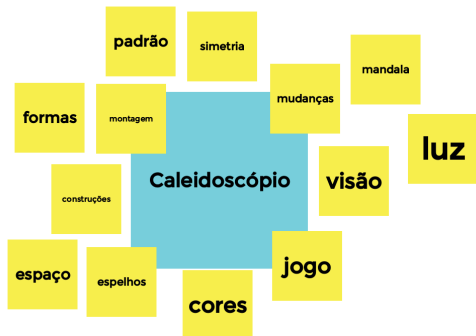 padrão
simetria
mandala
mudanças
formas
montagem
luz
Caleidoscópio
visão
construções
espaço
espelhos
jogo
cores